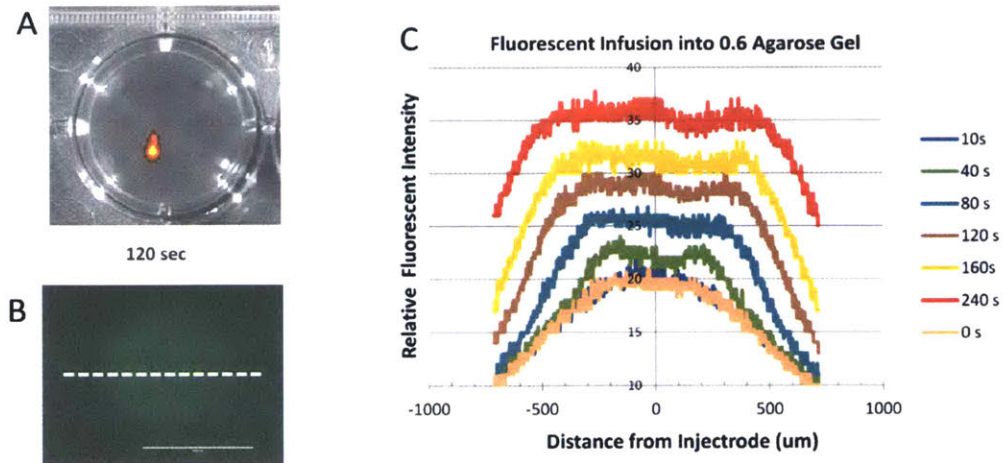 A
120 sec
B
C
Fluorescent Infusion into 0.6 Agarose Gel
Relative Fluorescent Intensity
40
35
30
25
20
15
10
-1000
-500
0
500
1000
Distance from Injectrode (um)
10s
40 s
80 s
120 s
160s
240 s
0 s